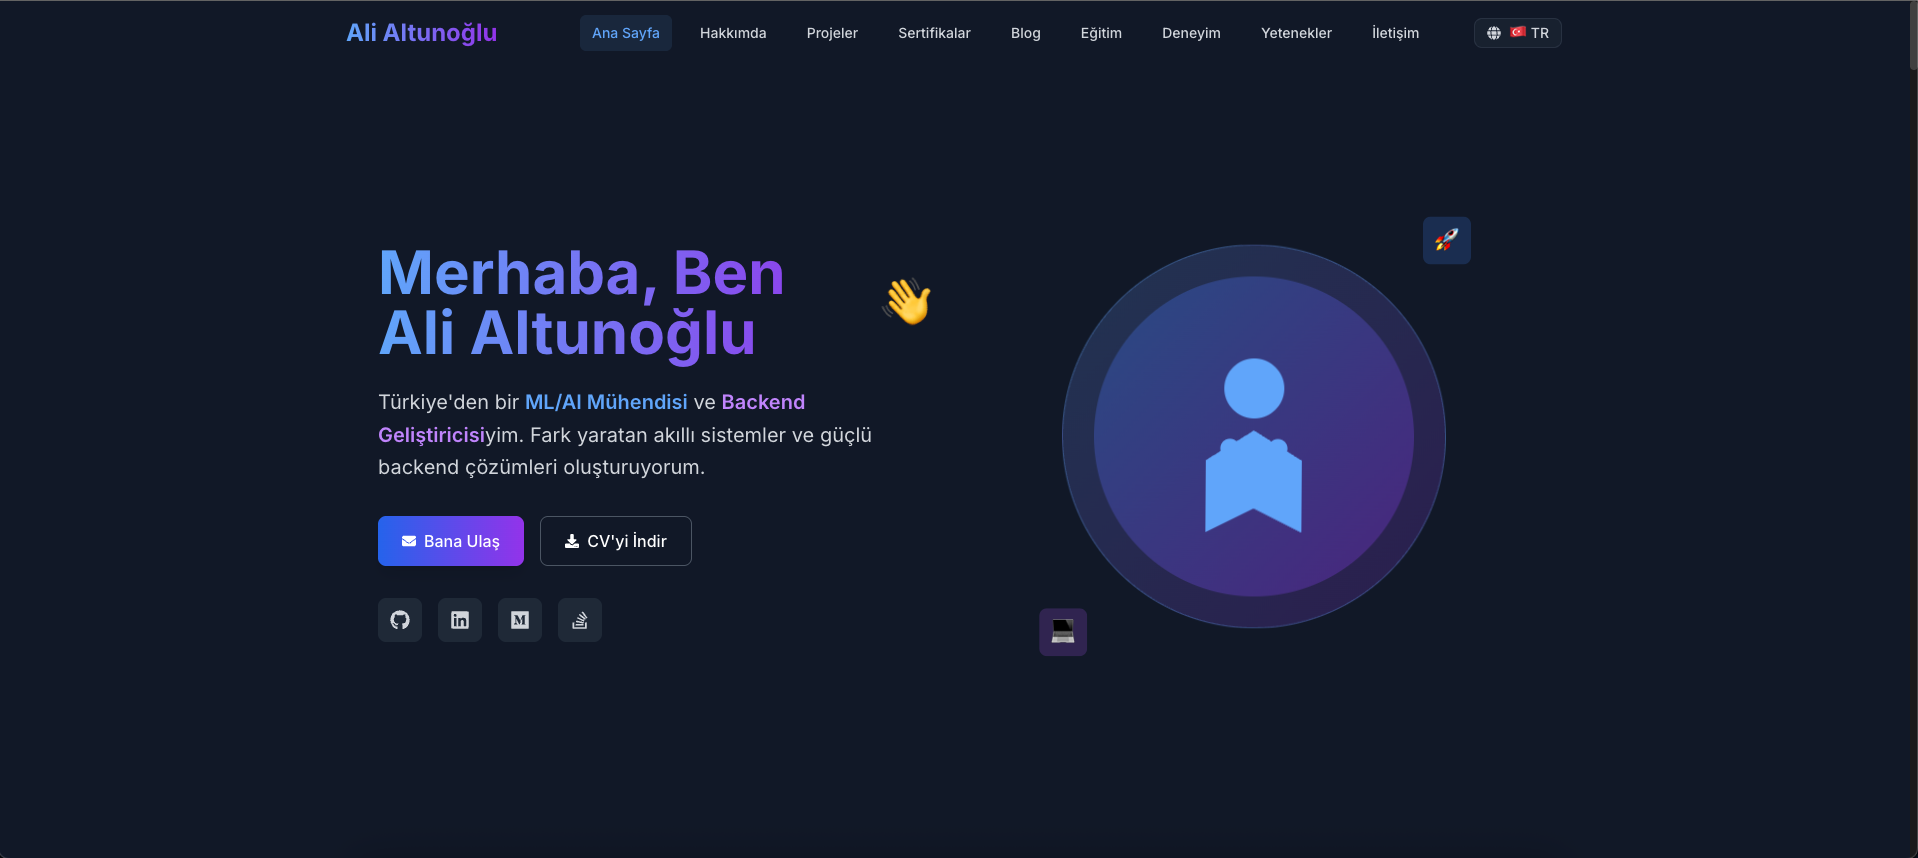 Ali Altunoğlu
Ana Sayfa
Hakkımda
Projeler
Sertifikalar
Blog
Eğitim
Deneyim
Yetenekler
İletişim
TR
Merhaba, Ben
Ali Altunoğlu
Türkiye'den bir ML/AI Mühendisi ve Backend
Geliştiricisiyim. Fark yaratan akıllı sistemler ve güçlü
backend çözümleri oluşturuyorum.
Bana Ulaş
CV'yi İndir